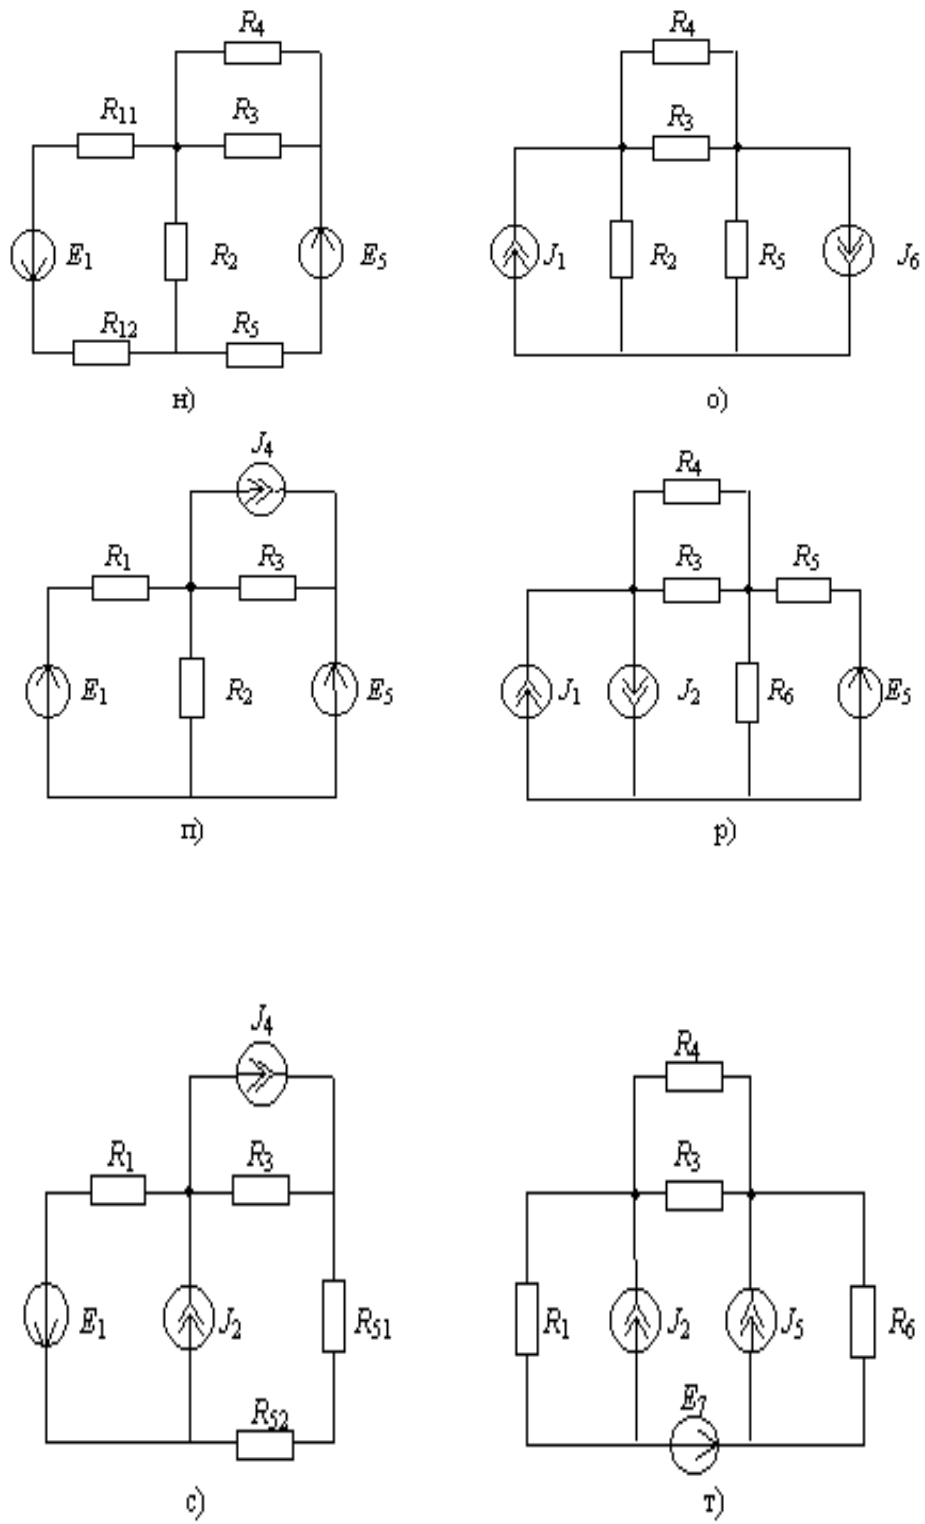 R4 R4
R11 R3 R3
E1 R2 E5 J1 R2 R5 J6
R12 R5
н) о)
J4 R4
R1 R3 R3 R5
E1 R2 E5 J1 J2 R6 E5
п) р)
J4 R4
R1 R3 R3
E1 J2 R51 R1 J2 J5 R6
R52 E7
с) т)